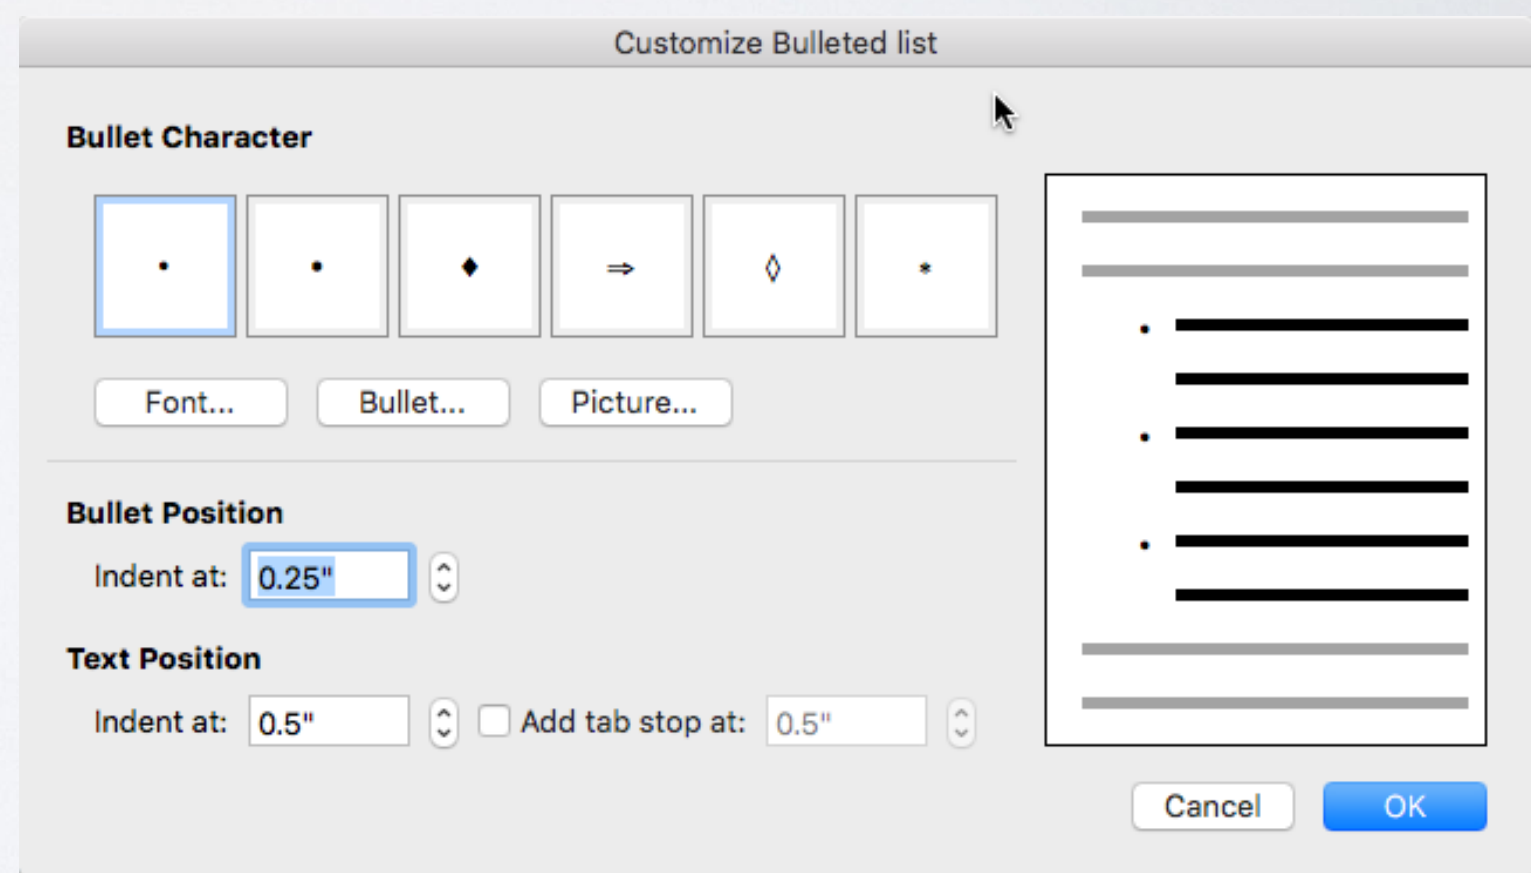 Customize Bulleted list
Bullet Character
• • ♦ ⇒ ◊ *
Font... Bullet... Picture...
Bullet Position
Indent at: 0.25"
Text Position
Indent at: 0.5" Add tab stop at: 0.5"
Cancel OK